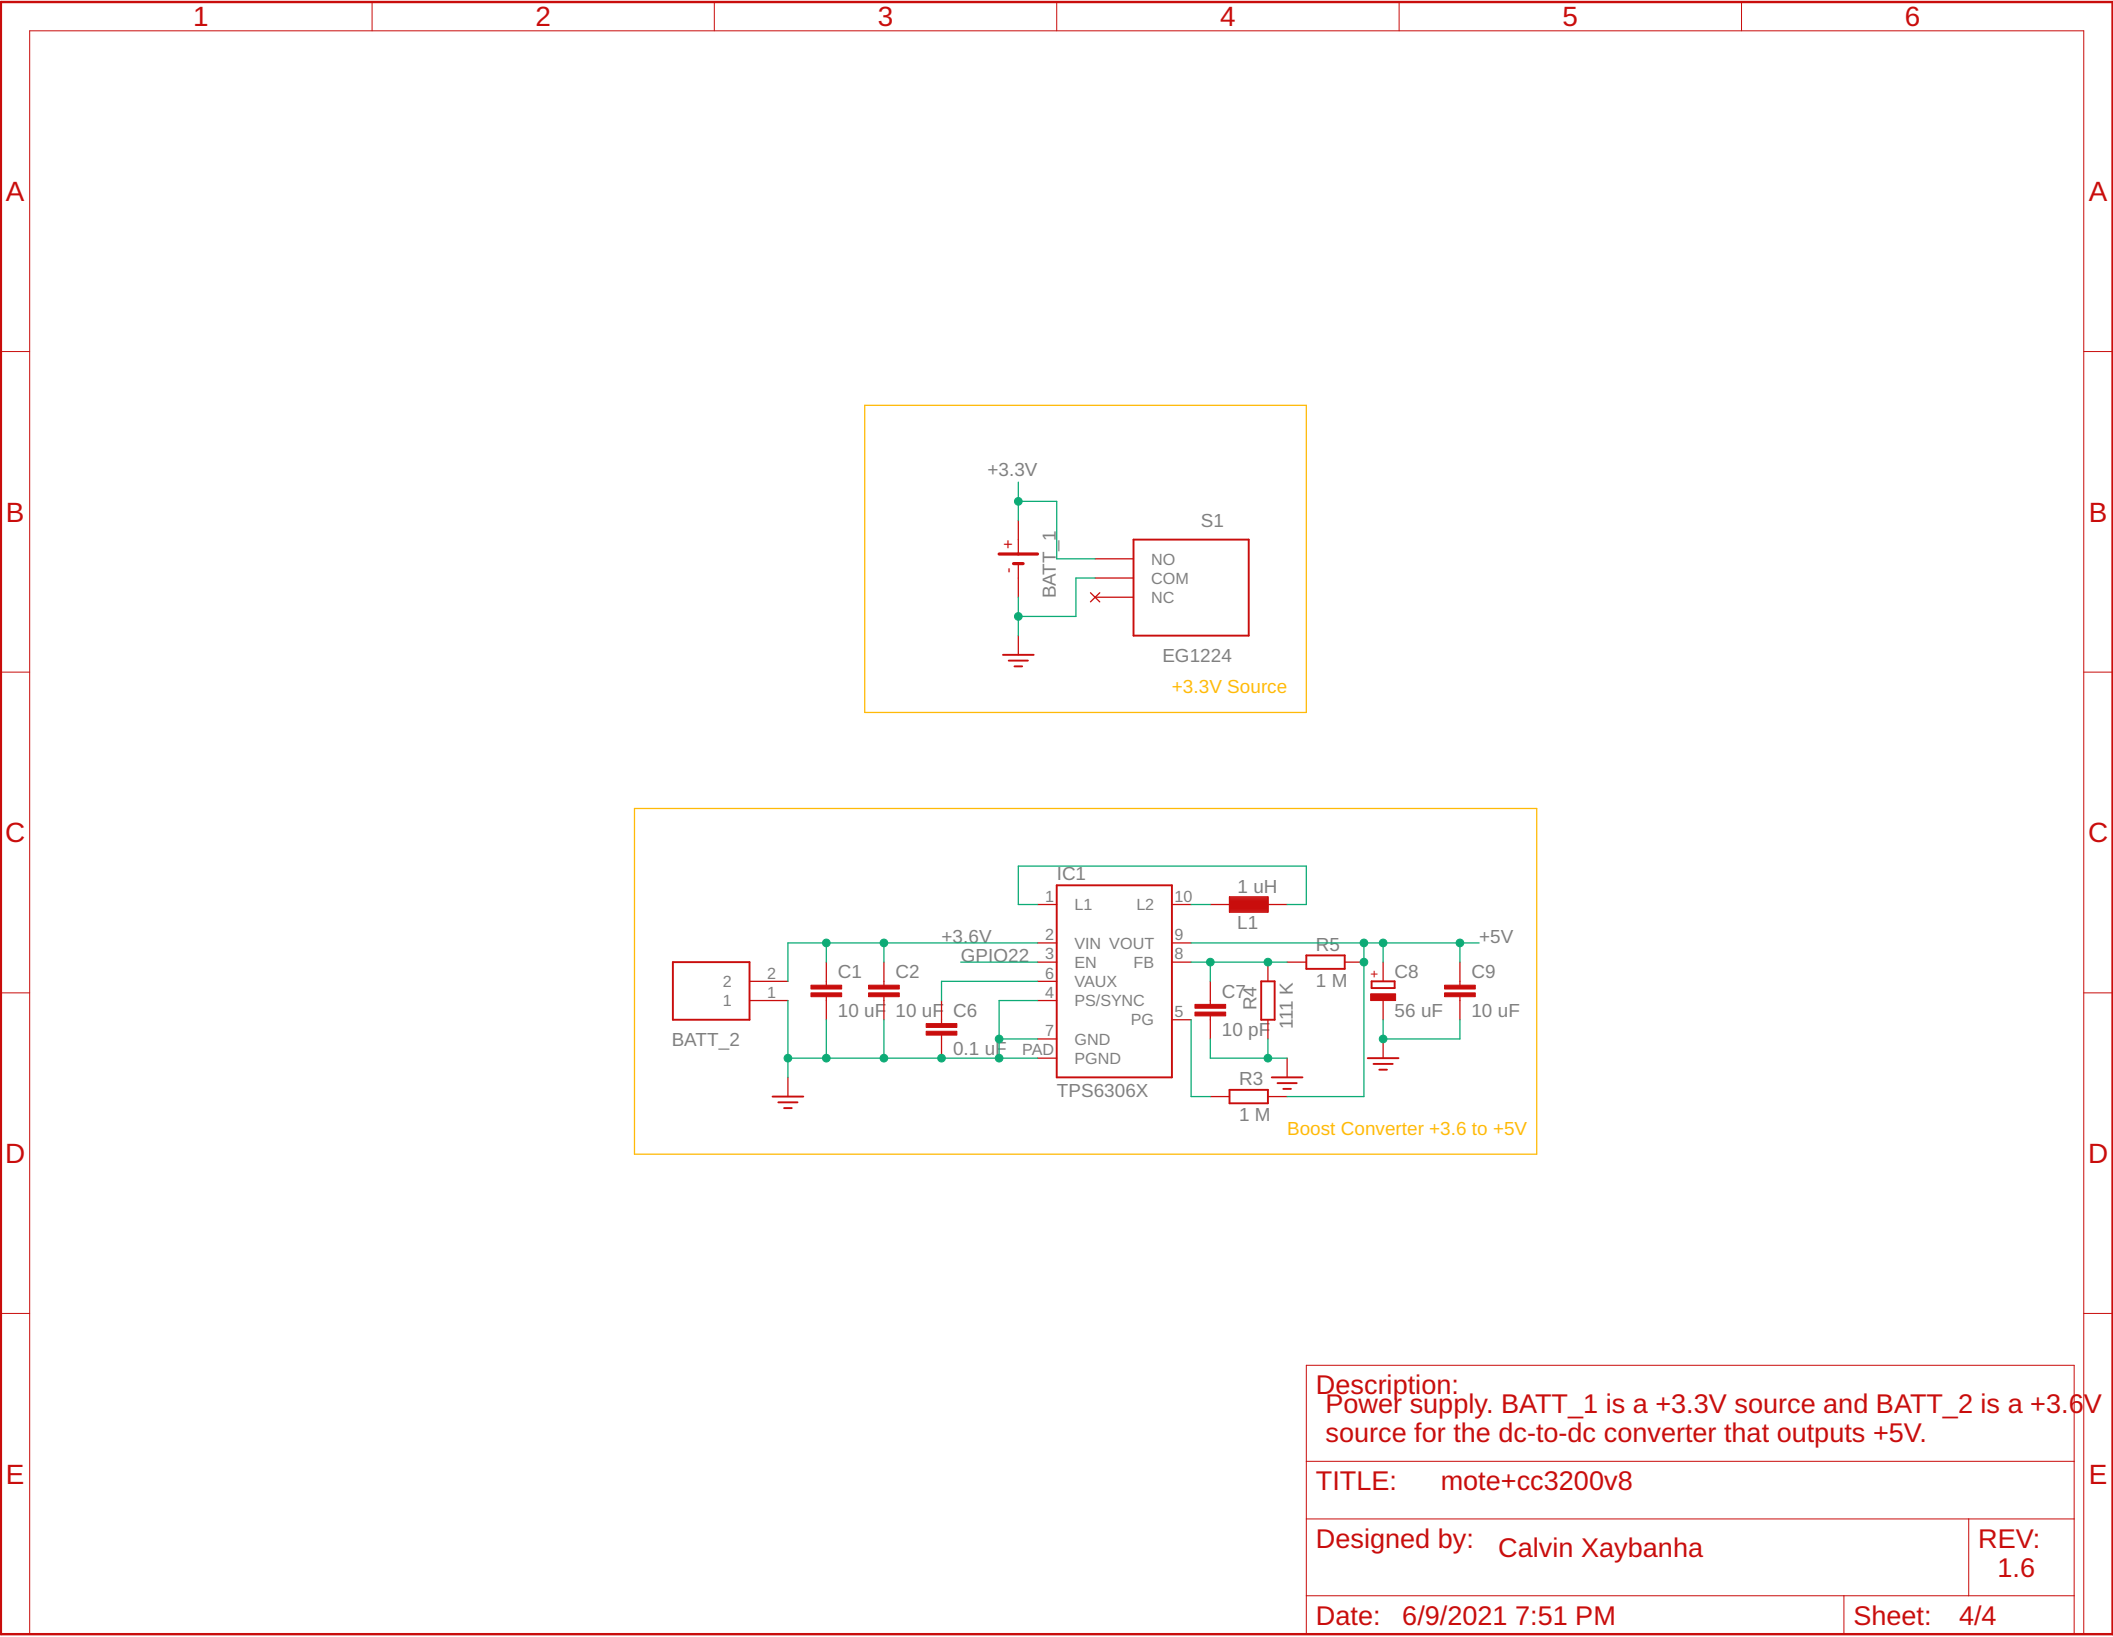 1 2 3 4 5 6
A A
B B
C C
D D
E E
+3.3V
+
-
BATT_1
S1
NO
COM
NC
EG1224
+3.3V Source
IC1
1 L1 L2 10
1 uH
L1
+3.6V 2 VIN VOUT 9 +5V
GPIO22 3 EN FB 8
6 VAUX
4 PS/SYNC
PG 5
7 GND
PAD PGND
TPS6306X
2 2
1 1
BATT_2
C1
10 uF
C2
10 uF
C6
0.1 uF
C7
10 pF
R4
111 K
R5
1 M
R3
1 M
+
C8
56 uF
C9
10 uF
Boost Converter +3.6 to +5V
Description:
Power supply. BATT_1 is a +3.3V source and BATT_2 is a +3.6V
source for the dc-to-dc converter that outputs +5V.
TITLE: mote+cc3200v8
Designed by: Calvin Xaybanha
REV:
1.6
Date: 6/9/2021 7:51 PM
Sheet: 4/4